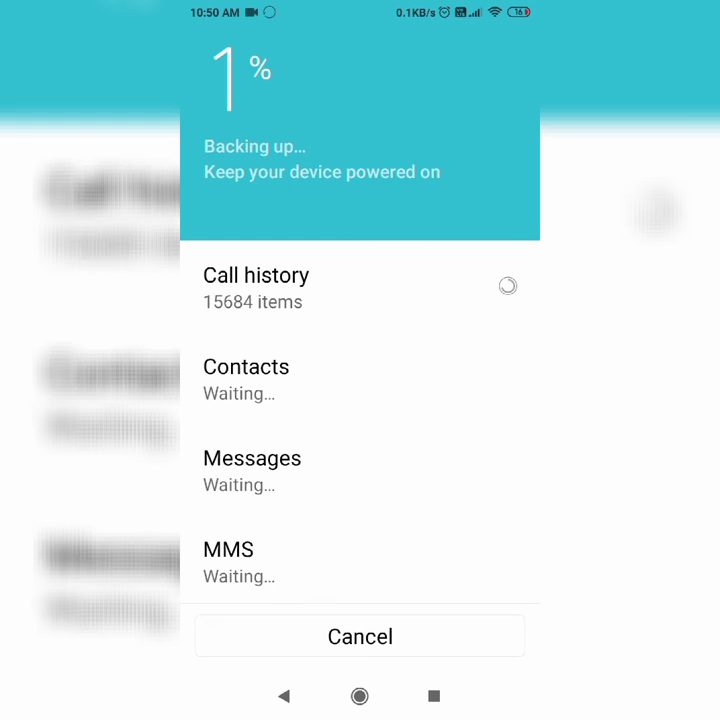 10:50 AM 0.1KB/s 16
1%
Backing up...
Keep your device powered on
Call history
15684 items
Contacts
Waiting...
Messages
Waiting...
MMS
Waiting...
Cancel